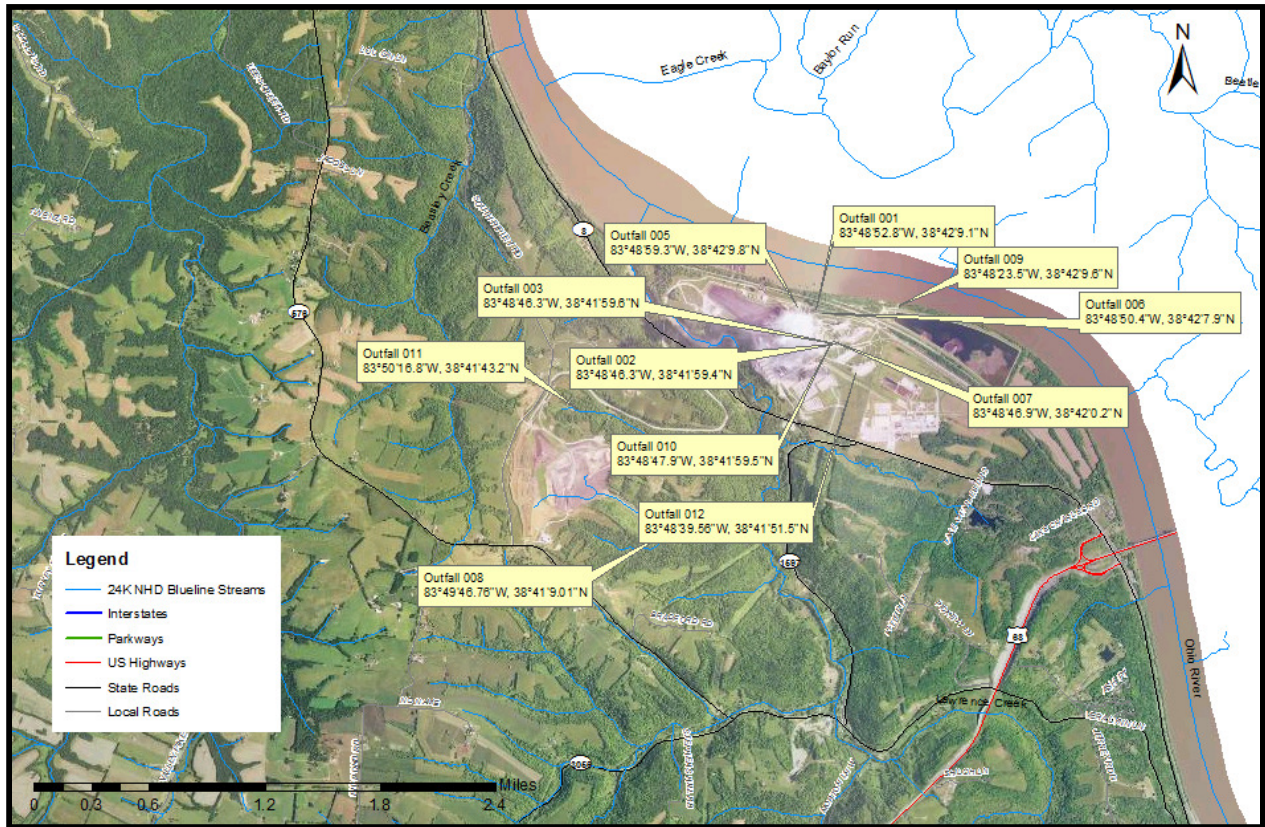 N
Eagle Creek
Baylor Run
Beetle
Beasley Creek
8
576
Outfall 001
83°48'52.8"W, 38°42'9.1"N
Outfall 005
83°48'59.3"W, 38°42'9.8"N
Outfall 009
83°48'23.5"W, 38°42'9.6"N
Outfall 003
83°48'46.3"W, 38°41'59.6"N
Outfall 006
83°48'50.4"W, 38°42'7.9"N
Outfall 011
83°50'16.8"W, 38°41'43.2"N
Outfall 002
83°48'46.3"W, 38°41'59.4"N
Outfall 007
83°48'46.9"W, 38°42'0.2"N
Outfall 010
83°48'47.9"W, 38°41'59.5"N
Outfall 012
83°48'39.56"W, 38°41'51.5"N
Outfall 008
83°49'46.76"W, 38°41'9.01"N
68
Ohio River
Lawrence Creek
Legend
24K NHD Blueline Streams
Interstates
Parkways
US Highways
State Roads
Local Roads
Miles
0 0.3 0.6 1.2 1.8 2.4